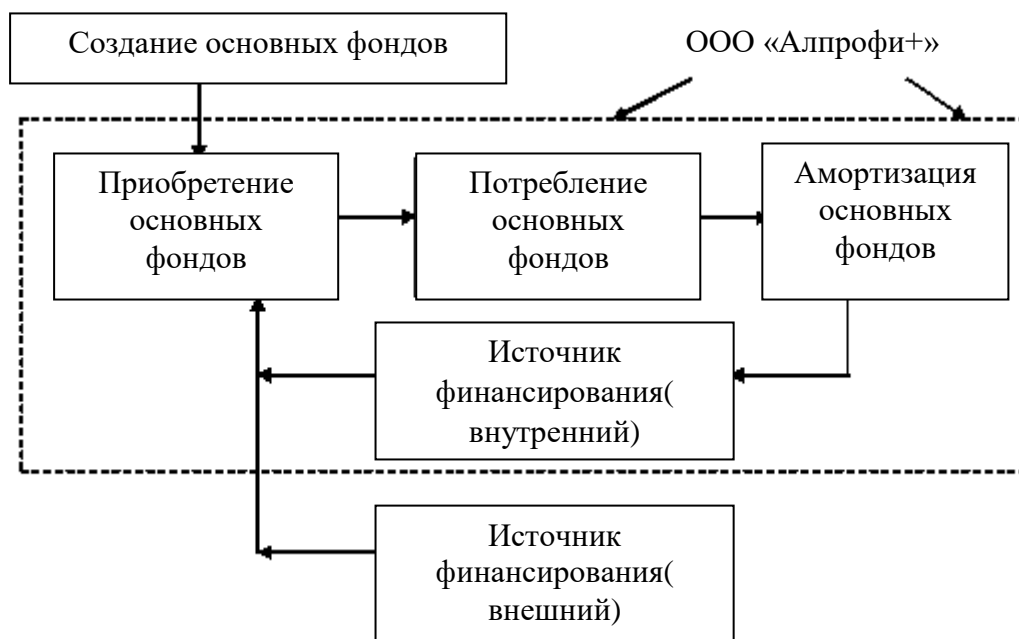 Создание основных фондов
ООО «Алпрофи+»
Приобретение
основных
фондов
Потребление
основных
фондов
Амортизация
основных
фондов
Источник
финансирования(
внутренний)
Источник
финансирования(
внешний)